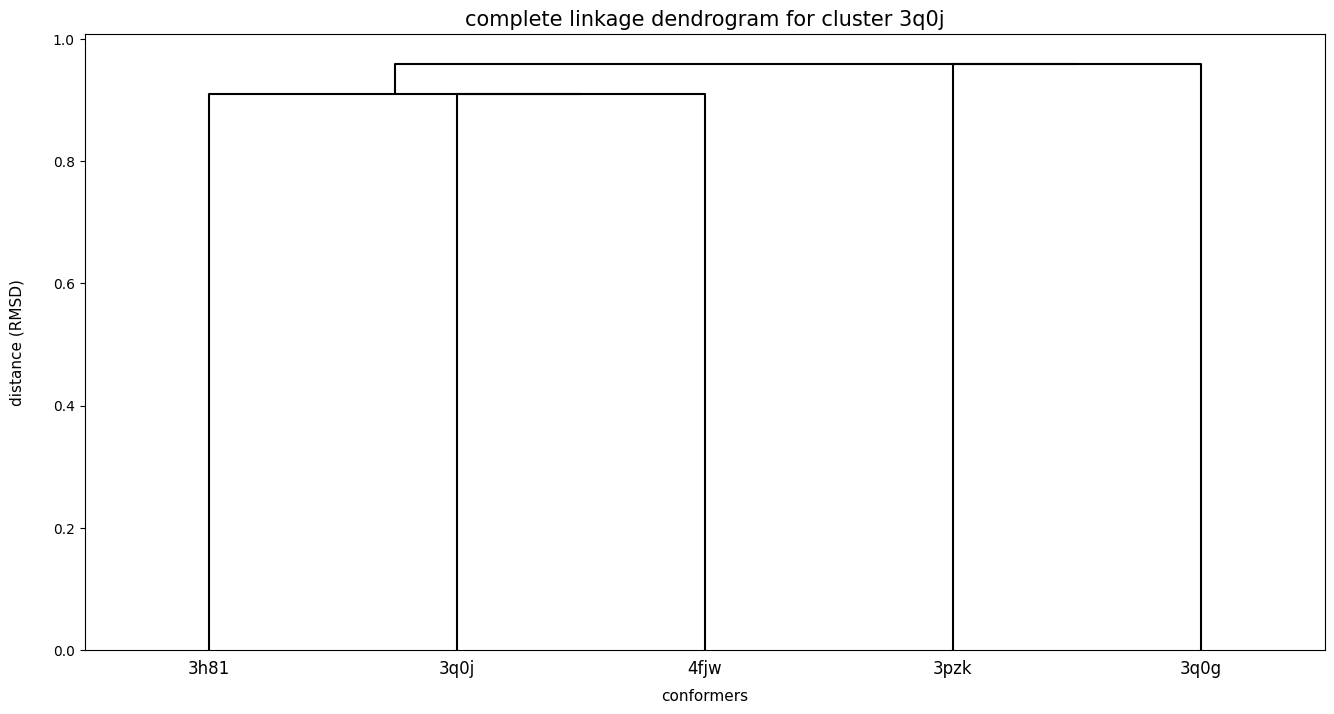 complete linkage dendrogram for cluster 3q0j
1.0
0.8
0.6
0.4
0.2
0.0
distance (RMSD)
3h81 3q0j 4fjw 3pzk 3q0g
conformers